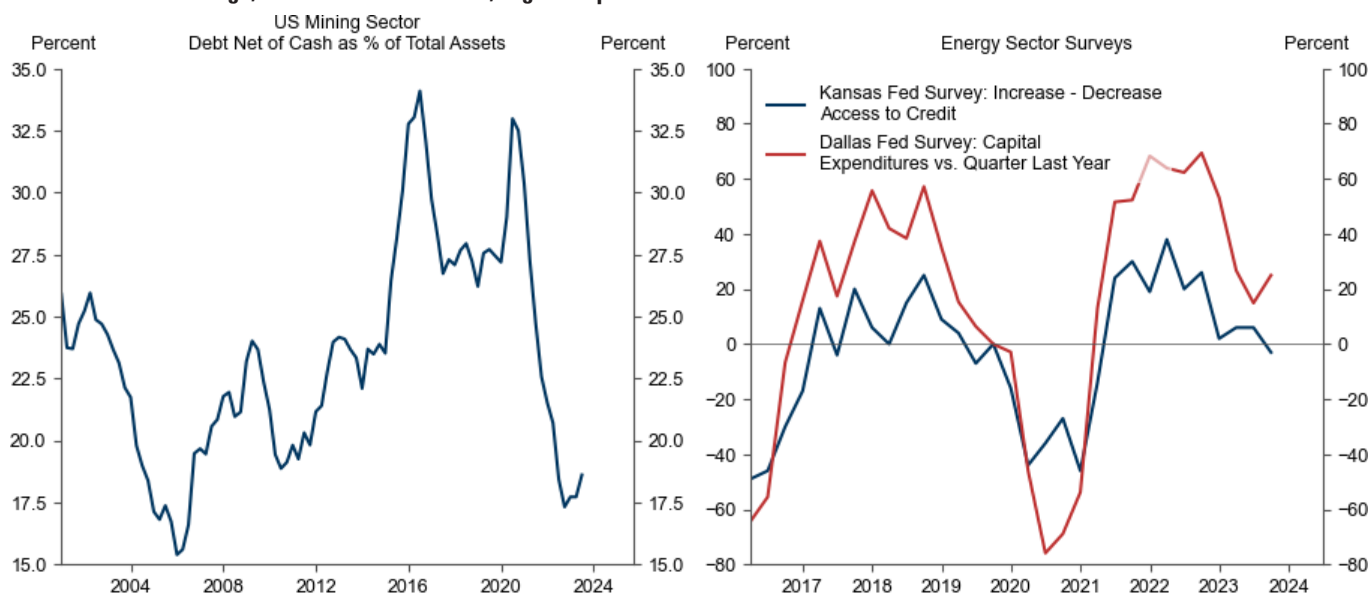 US Mining Sector
Percent Debt Net of Cash as % of Total Assets Percent
35.0 35.0
32.5 32.5
30.0 30.0
27.5 27.5
25.0 25.0
22.5 22.5
20.0 20.0
17.5 17.5
15.0 15.0
2004 2008 2012 2016 2020 2024
Percent Energy Sector Surveys Percent
100 100
Kansas Fed Survey: Increase - Decrease
Access to Credit
80 80
Dallas Fed Survey: Capital
Expenditures vs. Quarter Last Year
60 60
40 40
20 20
0 0
−20 −20
−40 −40
−60 −60
−80 −80
2017 2018 2019 2020 2021 2022 2023 2024